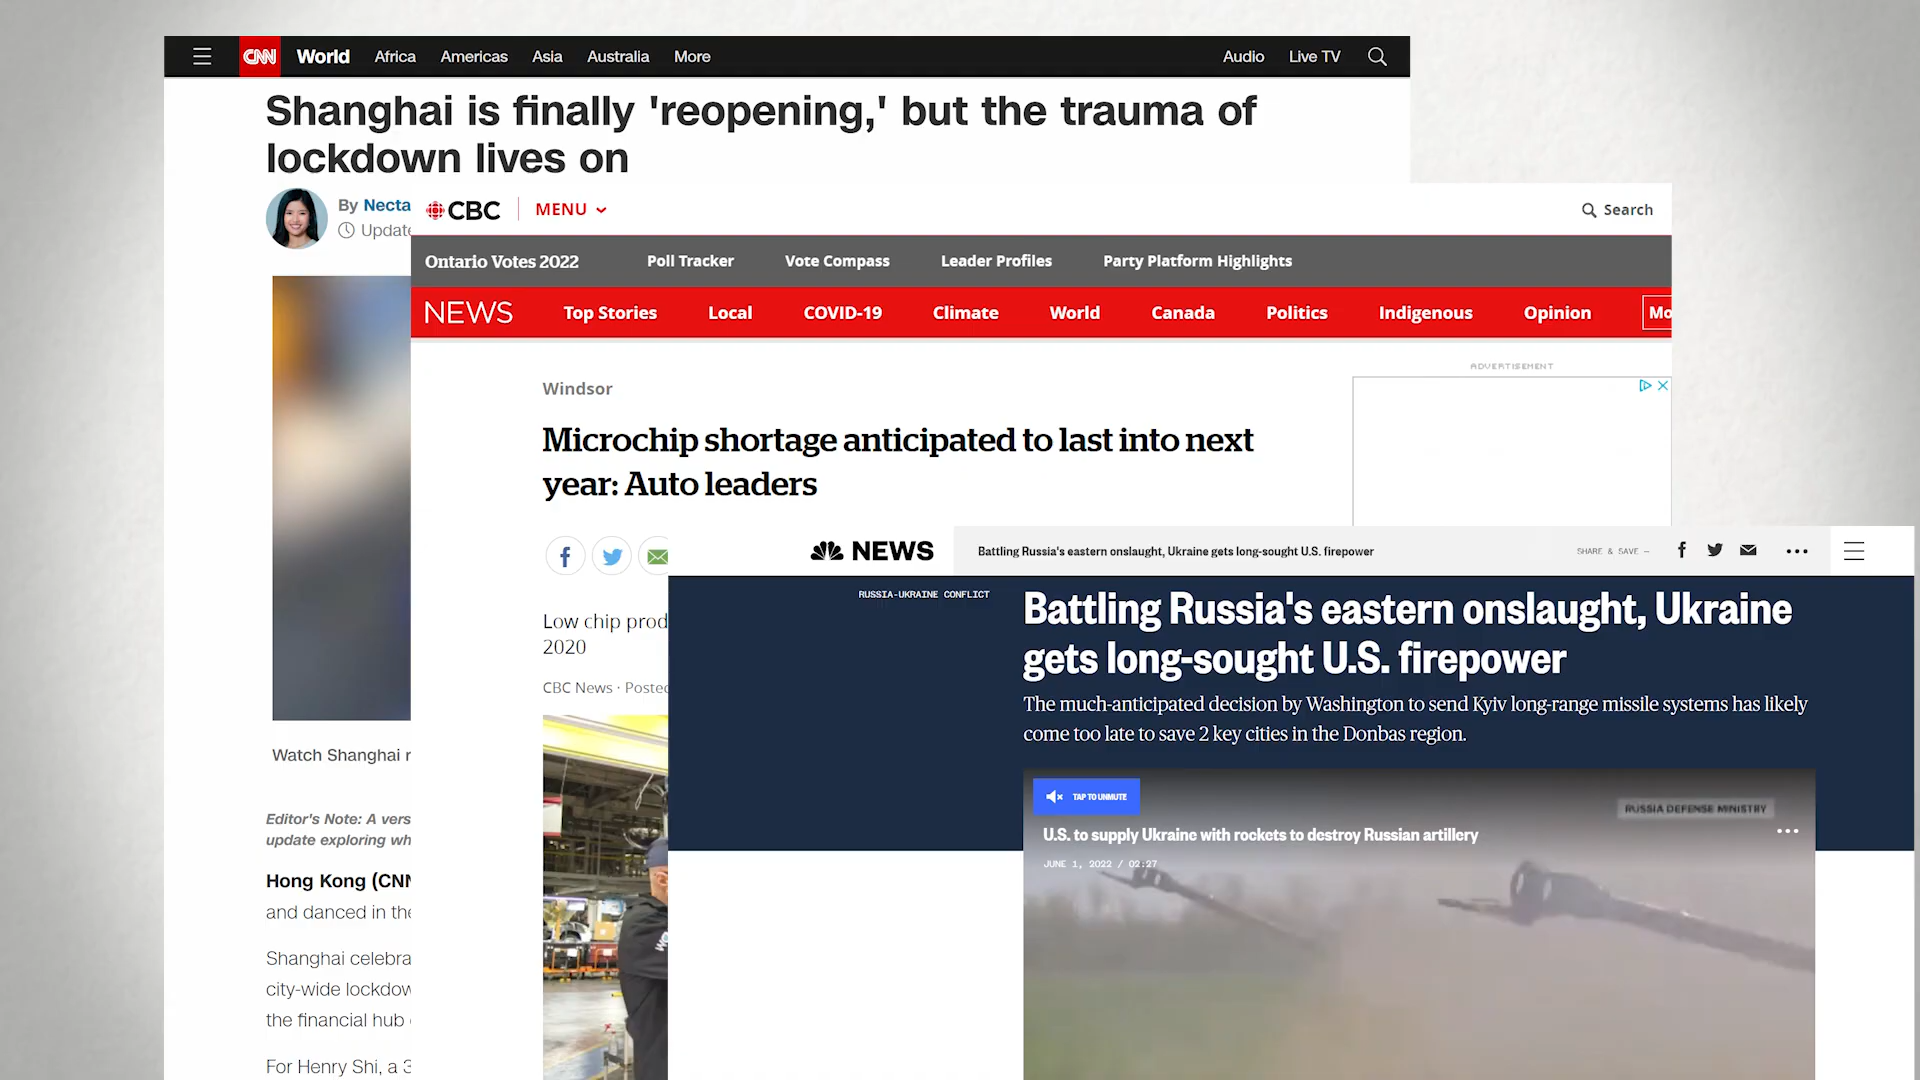 CNN World Africa Americas Asia Australia More Audio Live TV
Shanghai is finally 'reopening,' but the trauma of
lockdown lives on
By Necta
Update
Watch Shanghai r
Editor's Note: A vers
update exploring wh
Hong Kong (CNN
and danced in the
Shanghai celebra
city-wide lockdow
the financial hub
For Henry Shi, a 3
CBC MENU Search
Ontario Votes 2022 Poll Tracker Vote Compass Leader Profiles Party Platform Highlights
NEWS Top Stories Local COVID-19 Climate World Canada Politics Indigenous Opinion Mo
ADVERTISEMENT
Windsor
Microchip shortage anticipated to last into next
year: Auto leaders
Low chip prod
2020
CBC News · Posted
NEWS Battling Russia's eastern onslaught, Ukraine gets long-sought U.S. firepower SHARE & SAVE —
RUSSIA-UKRAINE CONFLICT
Battling Russia's eastern onslaught, Ukraine
gets long-sought U.S. firepower
The much-anticipated decision by Washington to send Kyiv long-range missile systems has likely
come too late to save 2 key cities in the Donbas region.
TAP TO UNMUTE
RUSSIA DEFENSE MINISTRY
U.S. to supply Ukraine with rockets to destroy Russian artillery
JUNE 1, 2022 / 02:27